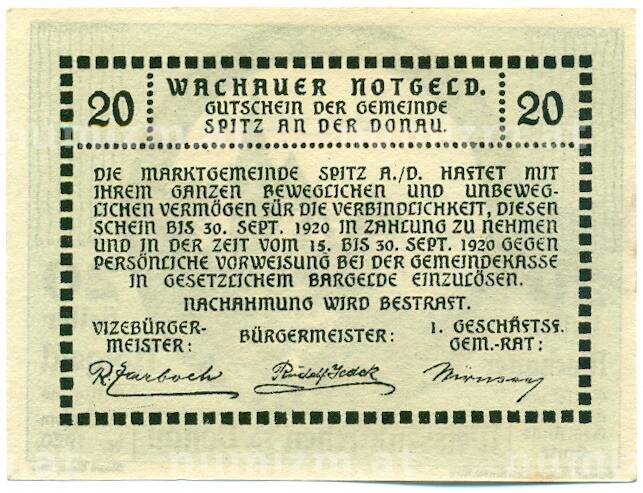 20 WACHAUER NOTGELD. 20
GUTSCHEIN DER GEMEINDE
SPITZ AN DER DONAU.
DIE MARKTGEMEINDE SPITZ A./D. HAFTET MIT
IHREM GANZEN BEWEGLICHEN UND UNBEWEG-
LICHEN VERMÖGEN FÜR DIE VERBINDLICHKEIT, DIESEN
SCHEIN BIS 30. SEPT. 1920 IN ZAHLUNG ZU NEHMEN
UND IN DER ZEIT VOM 15. BIS 30. SEPT. 1920 GEGEN
PERSÖNLICHE VORWEISUNG BEI DER GEMEINDEKASSE
IN GESETZLICHEM BARGELDE EINZULÖSEN.
NACHAHMUNG WIRD BESTRAFT.
VIZEBÜRGER-
MEISTER:
BÜRGERMEISTER:
1. GESCHÄFTSF.
GEM.-RAT:
numizm.at